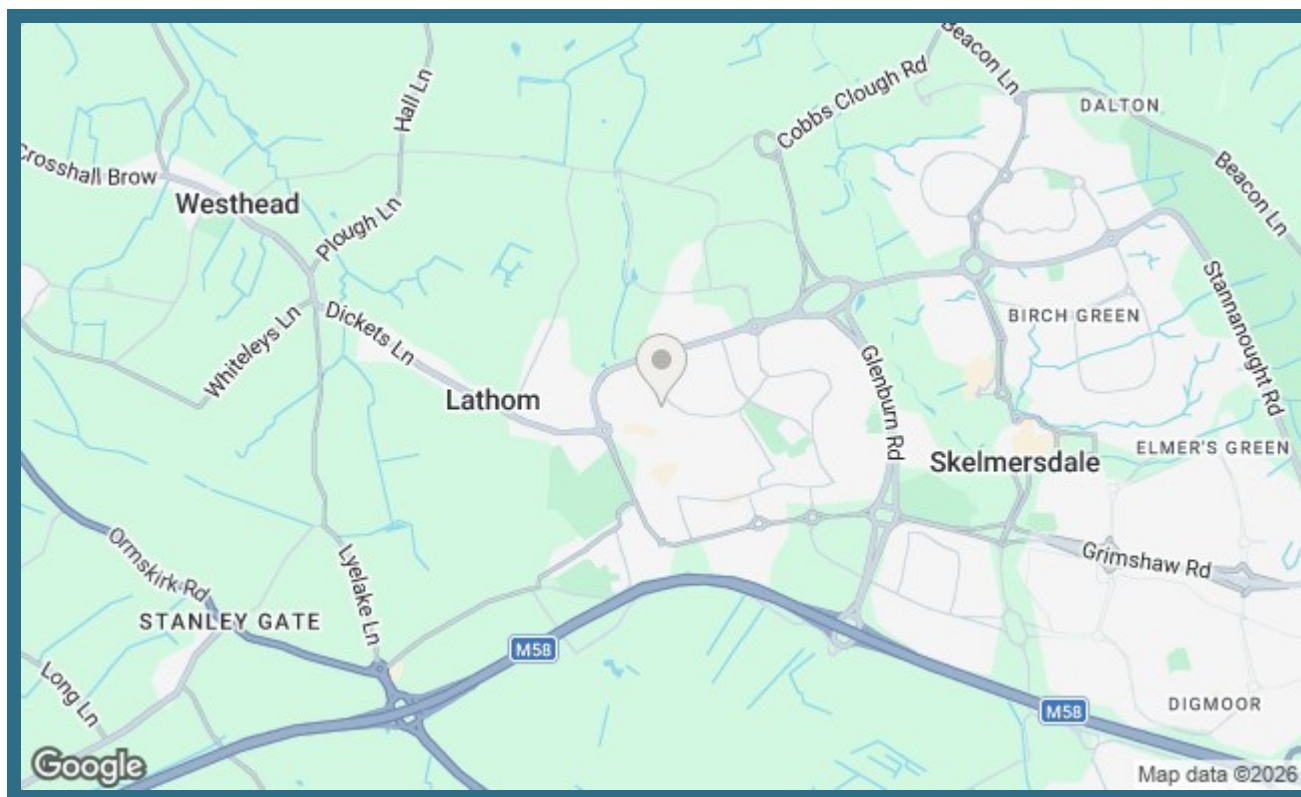 Beacon Ln
Cobbs Clough Rd
DALTON
Hall Ln
Crosshall Brow
Westhead
Plough Ln
Beacon Ln
Stannanought Rd
Whiteleys Ln
Dickets Ln
BIRCH GREEN
Glenburn Rd
Lathom
ELMER'S GREEN
Skelmersdale
Ormskirk Rd
Lyelake Ln
Grimshaw Rd
STANLEY GATE
M58
Long Ln
M58
DIGMOOR
Google
Map data ©2026